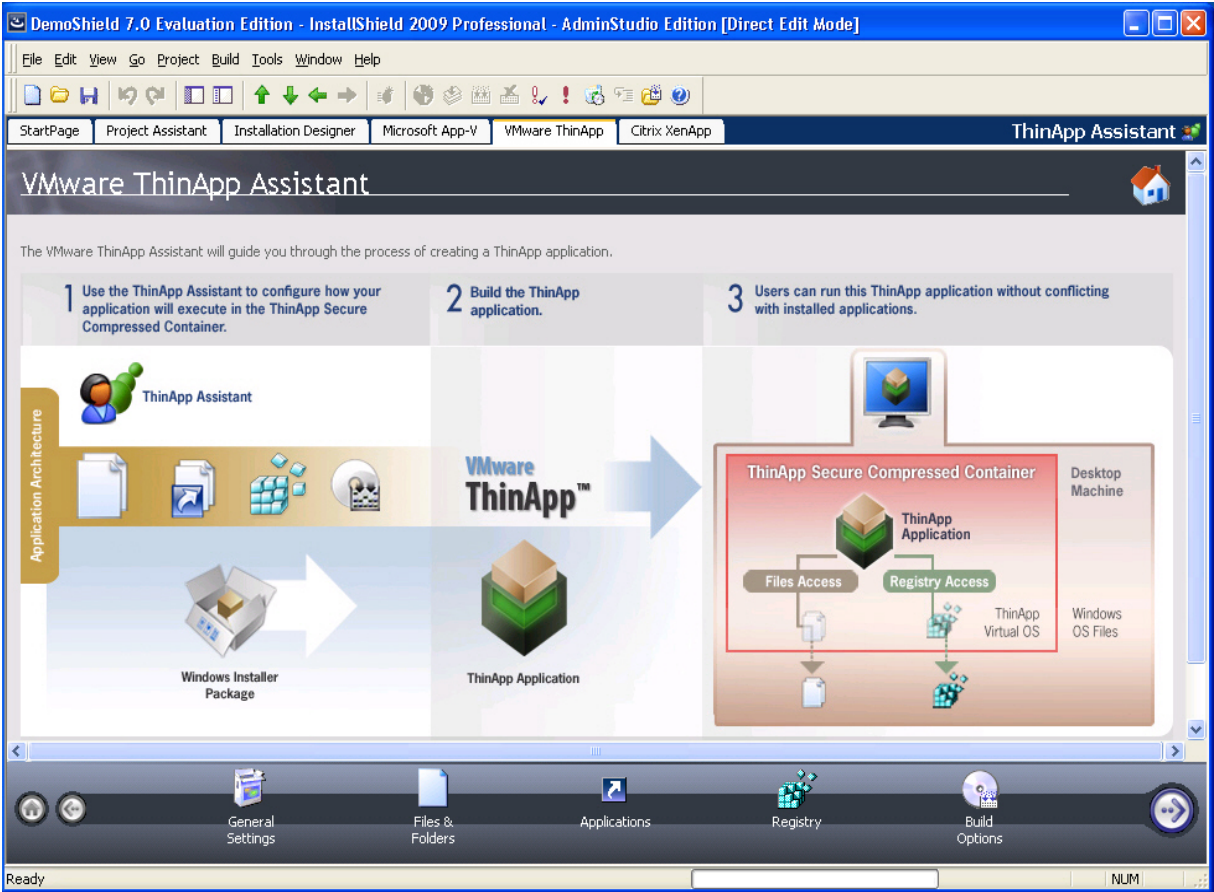 DemoShield 7.0 Evaluation Edition - InstallShield 2009 Professional - AdminStudio Edition [Direct Edit Mode]
File Edit View Go Project Build Tools Window Help
StartPage Project Assistant Installation Designer Microsoft App-V VMware ThinApp Citrix XenApp ThinApp Assistant
VMware ThinApp Assistant
The VMware ThinApp Assistant will guide you through the process of creating a ThinApp application.
1 Use the ThinApp Assistant to configure how your
application will execute in the ThinApp Secure
Compressed Container.
2 Build the ThinApp
application.
3 Users can run this ThinApp application without conflicting
with installed applications.
ThinApp Assistant
Application Architecture
VMware
ThinApp™
Windows Installer
Package
ThinApp Application
ThinApp Secure Compressed Container
Desktop
Machine
ThinApp
Application
Files Access
Registry Access
ThinApp
Virtual OS
Windows
OS Files
General
Settings
Files &
Folders
Applications
Registry
Build
Options
Ready
NUM